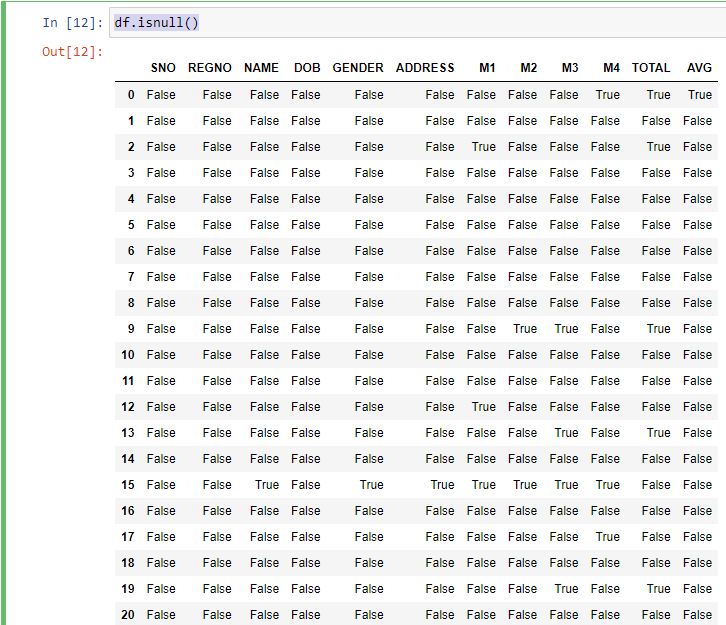 In [12]: df.isnull()
Out[12]:
SNO REGNO NAME DOB GENDER ADDRESS M1 M2 M3 M4 TOTAL AVG
0 False False False False False False False False False True True True
1 False False False False False False False False False False False False
2 False False False False False False True False False False True False
3 False False False False False False False False False False False False
4 False False False False False False False False False False False False
5 False False False False False False False False False False False False
6 False False False False False False False False False False False False
7 False False False False False False False False False False False False
8 False False False False False False False False False False False False
9 False False False False False False False True True False True False
10 False False False False False False False False False False False False
11 False False False False False False False False False False False False
12 False False False False False False True False False False False False
13 False False False False False False False False True False True False
14 False False False False False False False False False False False False
15 False False True False True True True True True True False False
16 False False False False False False False False False False False False
17 False False False False False False False False False True False False
18 False False False False False False False False False False False False
19 False False False False False False False False True False True False
20 False False False False False False False False False False False False